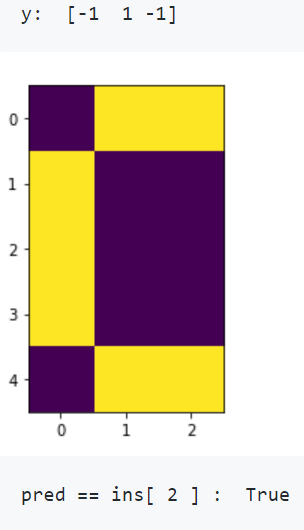 y:  [-1  1 -1]
0
1
2
3
4
0 1 2
pred == ins[ 2 ] :  True